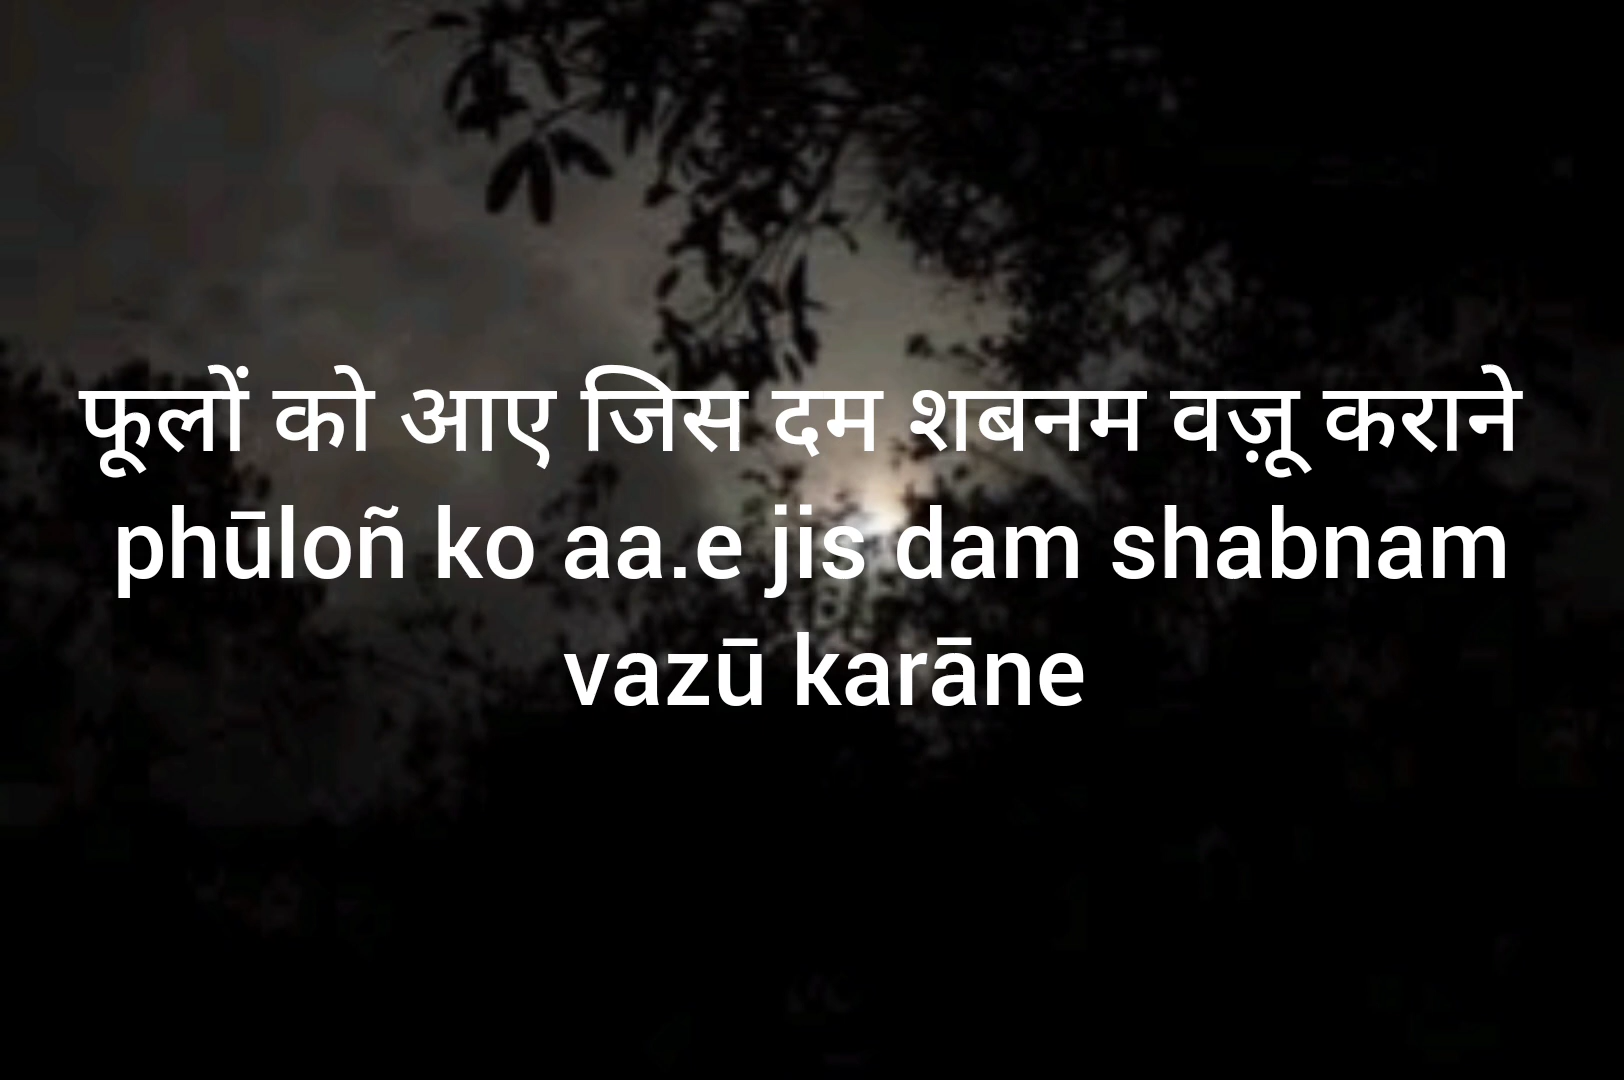 फूलों को आए जिस दम शबनम वज़ू कराने
phūloñ ko aa.e jis dam shabnam
vazū karāne